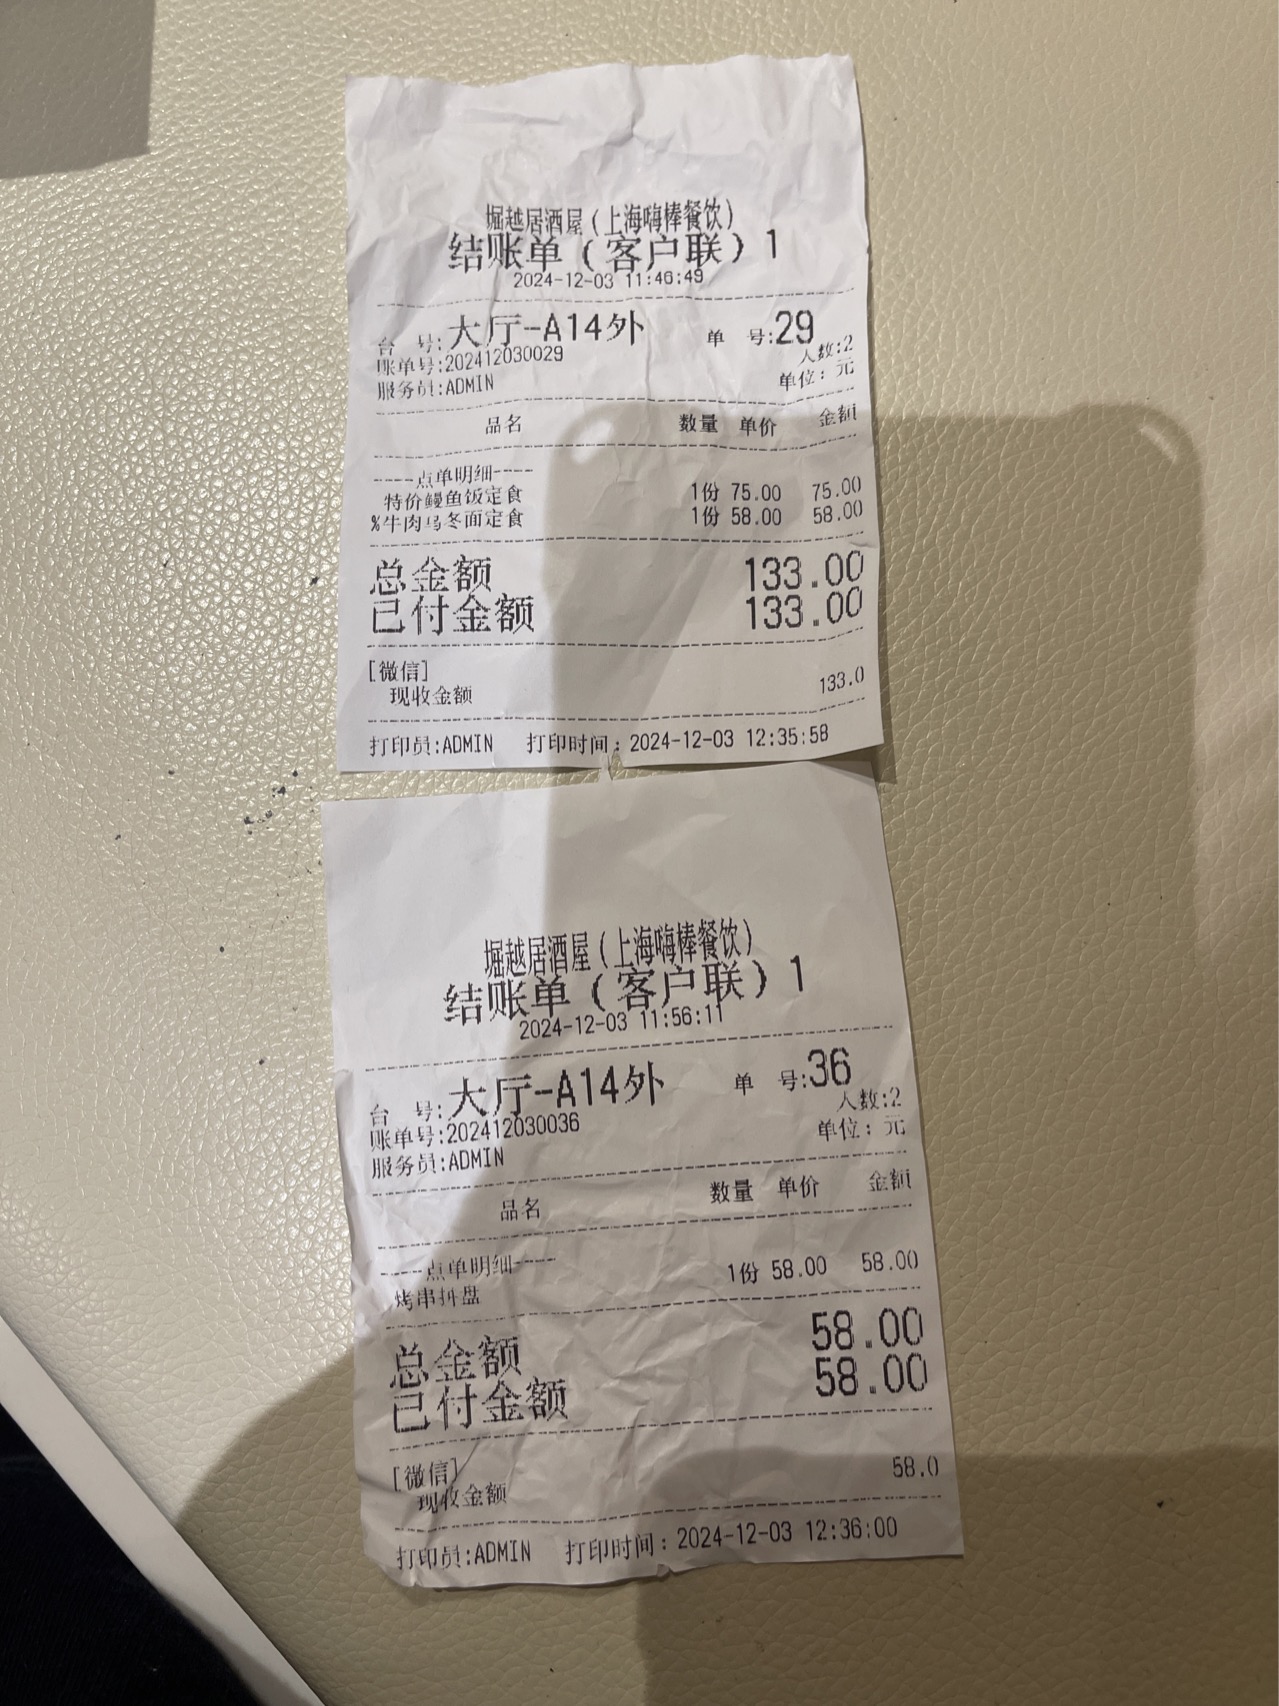 堀越居酒屋(上海嗨棒餐饮)
结账单(客户联)1
2024-12-03 11:46:49
台 号:大厅-A14外 单 号:29
账单号:202412030029 人数:2
服务员:ADMIN 单位: 元
品名 数量 单价 金额
----点单明细----
特价鳗鱼饭定食 1份 75.00 75.00
%牛肉乌冬面定食 1份 58.00 58.00
总金额 133.00
已付金额 133.00
[微信]
现收金额 133.0
打印员:ADMIN 打印时间: 2024-12-03 12:35:58
堀越居酒屋(上海嗨棒餐饮)
结账单(客户联)1
2024-12-03 11:56:11
台 号:大厅-A14外 单 号:36
账单号:202412030036 人数:2
服务员:ADMIN 单位: 元
品名 数量 单价 金额
----点单明细----
烤串拼盘 1份 58.00 58.00
总金额 58.00
已付金额 58.00
[微信]
现收金额 58.0
打印员:ADMIN 打印时间: 2024-12-03 12:36:00